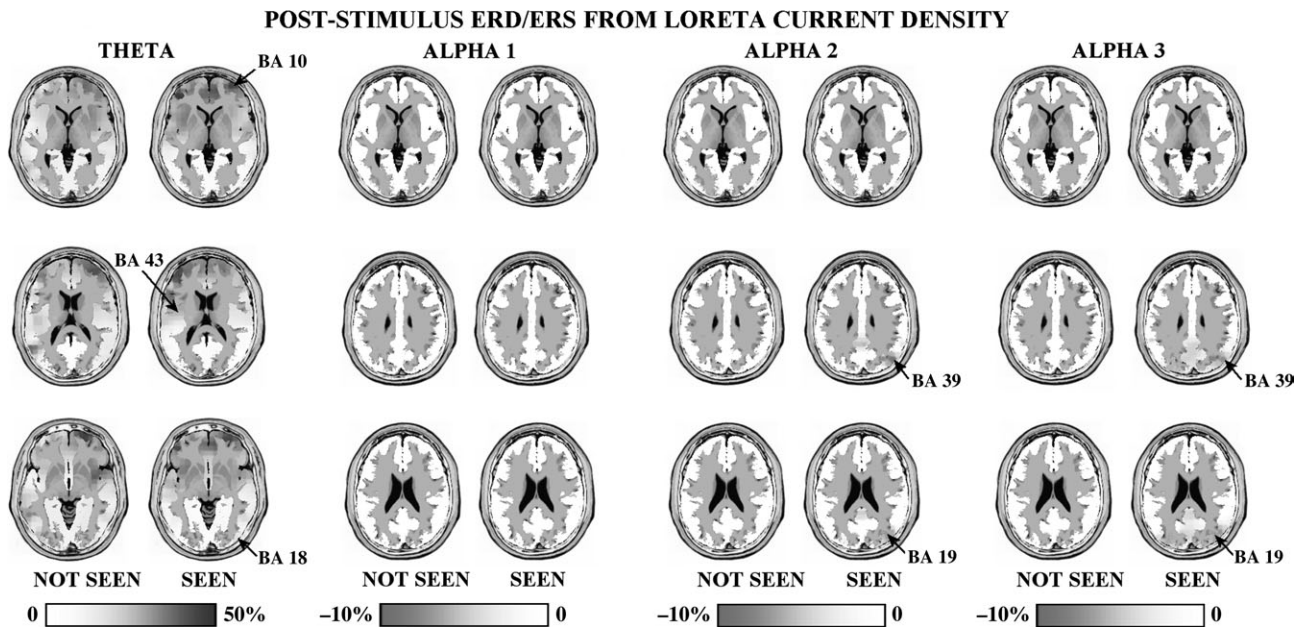 POST-STIMULUS ERD/ERS FROM LORETA CURRENT DENSITY
THETA
ALPHA 1
ALPHA 2
ALPHA 3
BA 10
BA 43
BA 39
BA 39
BA 18
BA 19
BA 19
NOT SEEN SEEN
NOT SEEN SEEN
NOT SEEN SEEN
NOT SEEN SEEN
0 50%
–10% 0
–10% 0
–10% 0